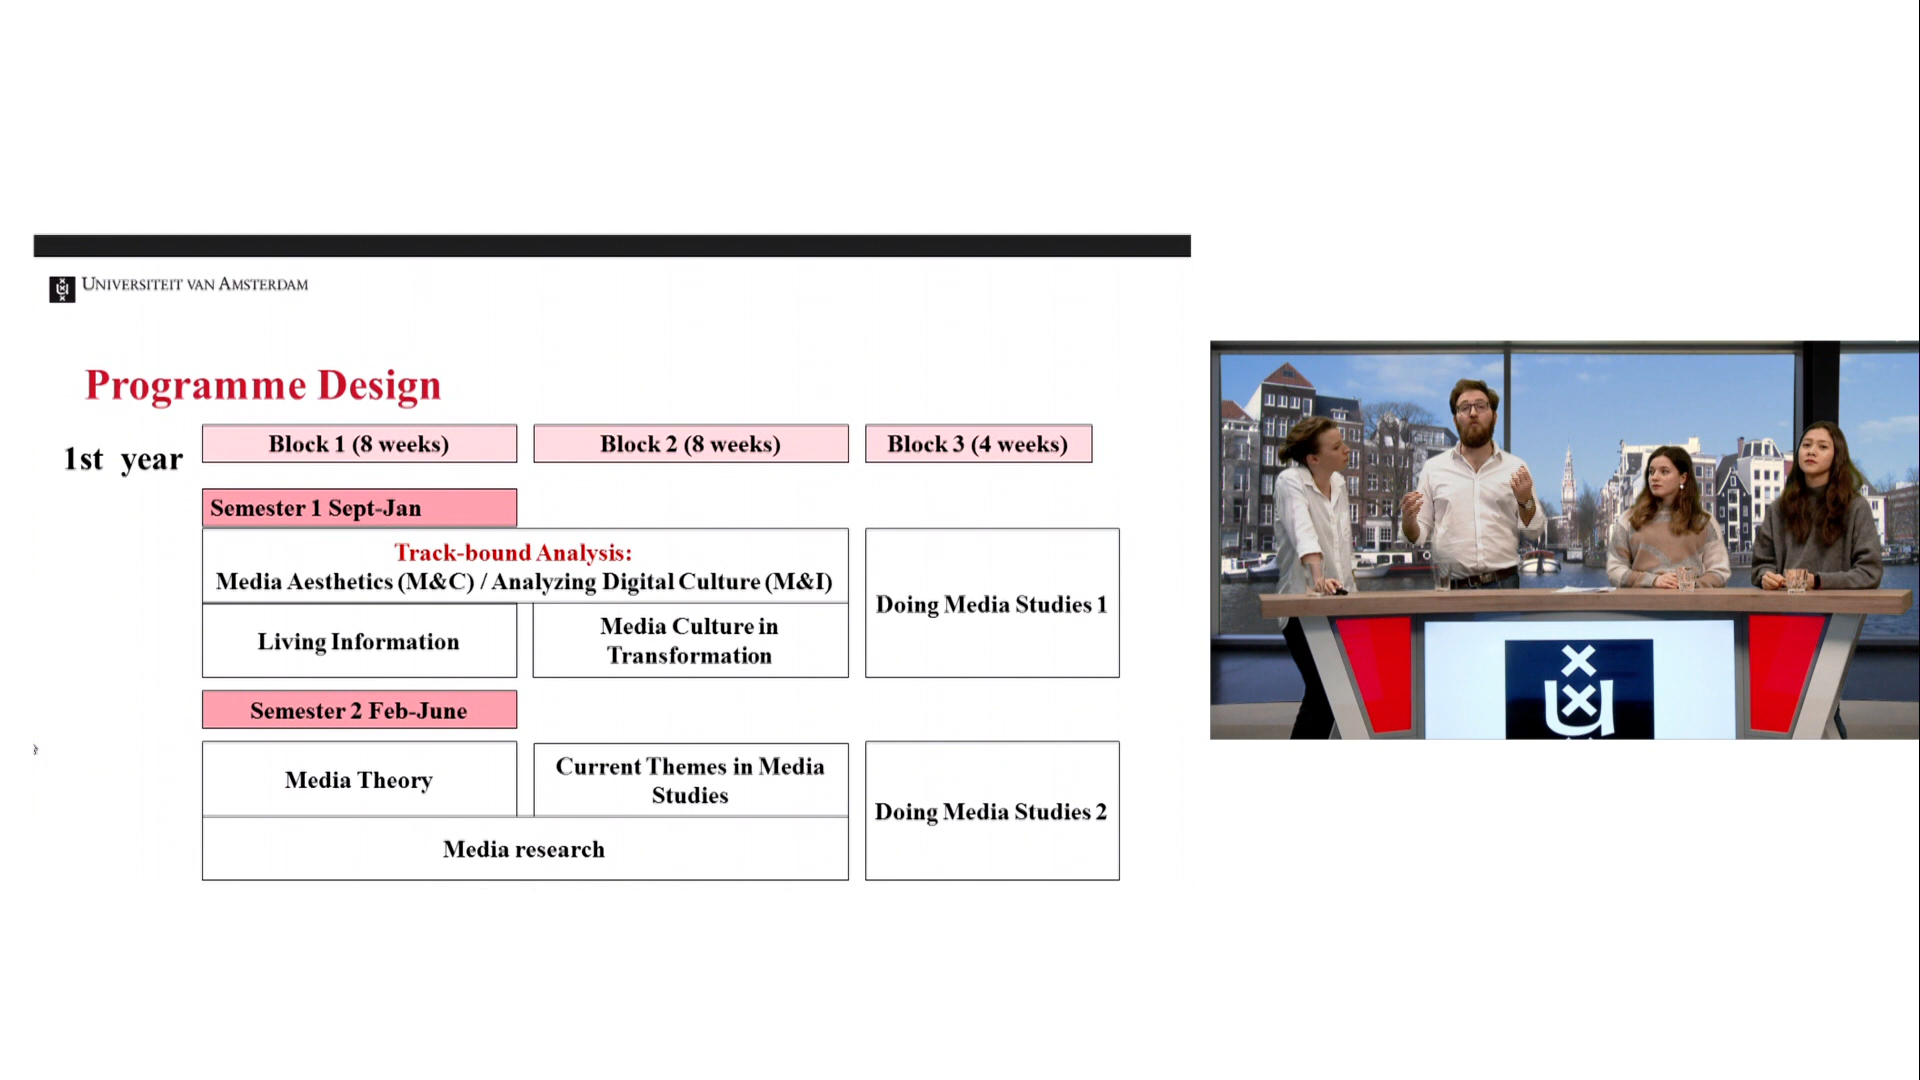 UNIVERSITEIT VAN AMSTERDAM
Programme Design
1st year
Block 1 (8 weeks)
Block 2 (8 weeks)
Block 3 (4 weeks)
Semester 1 Sept-Jan
Track-bound Analysis:
Media Aesthetics (M&C) / Analyzing Digital Culture (M&I)
Doing Media Studies 1
Living Information
Media Culture in
Transformation
Semester 2 Feb-June
Media Theory
Current Themes in Media
Studies
Doing Media Studies 2
Media research